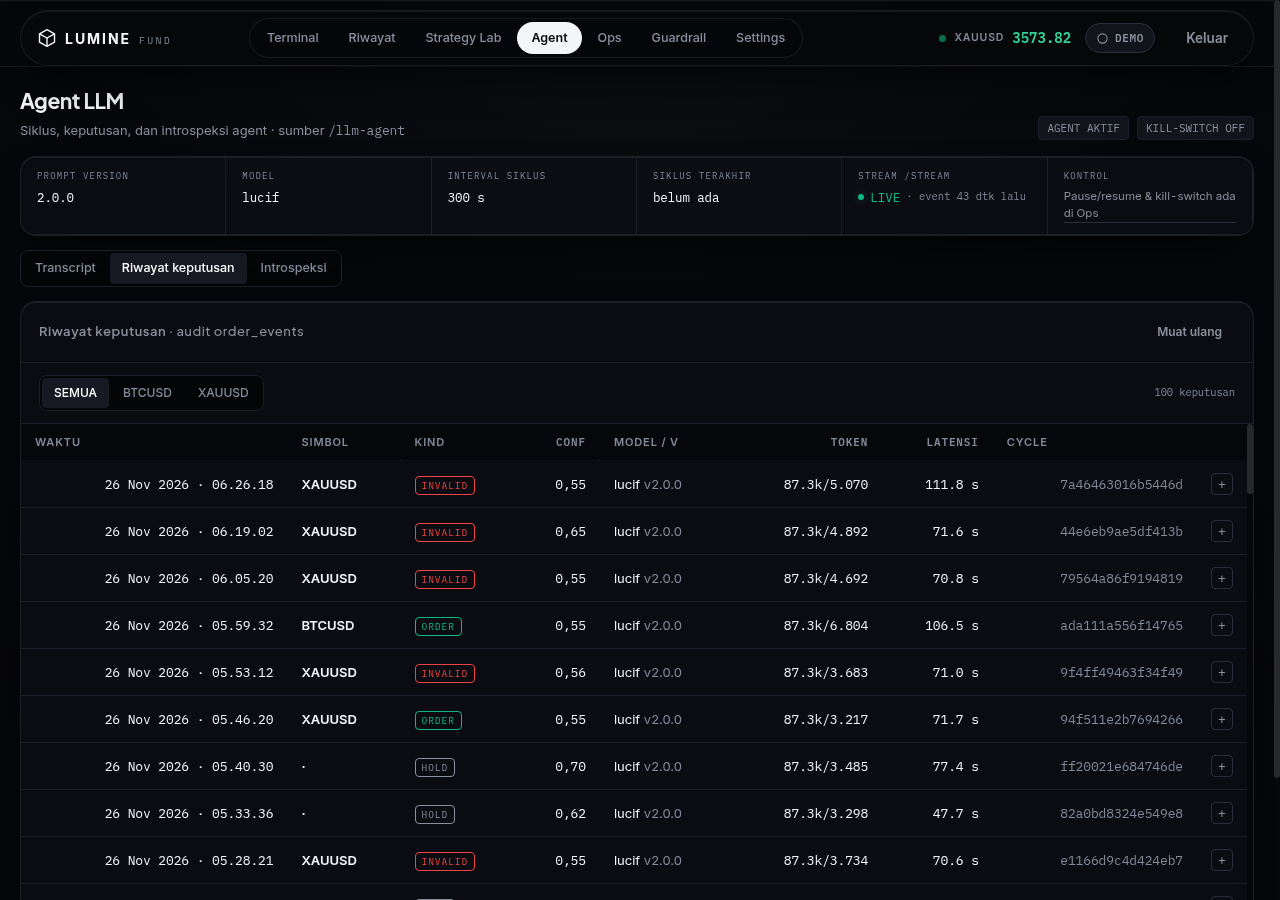 LUMINE FUND Terminal Riwayat Strategy Lab Agent Ops Guardrail Settings XAUUSD 3573.82 DEMO Keluar
Agent LLM
Siklus, keputusan, dan introspeksi agent · sumber /llm-agent AGENT AKTIF KILL-SWITCH OFF
PROMPT VERSION MODEL INTERVAL SIKLUS SIKLUS TERAKHIR STREAM /STREAM KONTROL
2.0.0 lucif 300 s belum ada LIVE · event 43 dtk lalu Pause/resume & kill-switch ada
di Ops
Transcript Riwayat keputusan Introspeksi
Riwayat keputusan · audit order_events Muat ulang
SEMUA BTCUSD XAUUSD 100 keputusan
WAKTU SIMBOL KIND CONF MODEL / V TOKEN LATENSI CYCLE
26 Nov 2026 · 06.26.18 XAUUSD INVALID 0,55 lucif v2.0.0 87.3k/5.070 111.8 s 7a46463016b5446d +
26 Nov 2026 · 06.19.02 XAUUSD INVALID 0,65 lucif v2.0.0 87.3k/4.892 71.6 s 44e6eb9ae5df413b +
26 Nov 2026 · 06.05.20 XAUUSD INVALID 0,55 lucif v2.0.0 87.3k/4.692 70.8 s 79564a86f9194819 +
26 Nov 2026 · 05.59.32 BTCUSD ORDER 0,55 lucif v2.0.0 87.3k/6.804 106.5 s ada111a556f14765 +
26 Nov 2026 · 05.53.12 XAUUSD INVALID 0,56 lucif v2.0.0 87.3k/3.683 71.0 s 9f4ff49463f34f49 +
26 Nov 2026 · 05.46.20 XAUUSD ORDER 0,55 lucif v2.0.0 87.3k/3.217 71.7 s 94f511e2b7694266 +
26 Nov 2026 · 05.40.30 · HOLD 0,70 lucif v2.0.0 87.3k/3.485 77.4 s ff20021e684746de +
26 Nov 2026 · 05.33.36 · HOLD 0,62 lucif v2.0.0 87.3k/3.298 47.7 s 82a0bd8324e549e8 +
26 Nov 2026 · 05.28.21 XAUUSD INVALID 0,55 lucif v2.0.0 87.3k/3.734 70.6 s e1166d9c4d424eb7 +